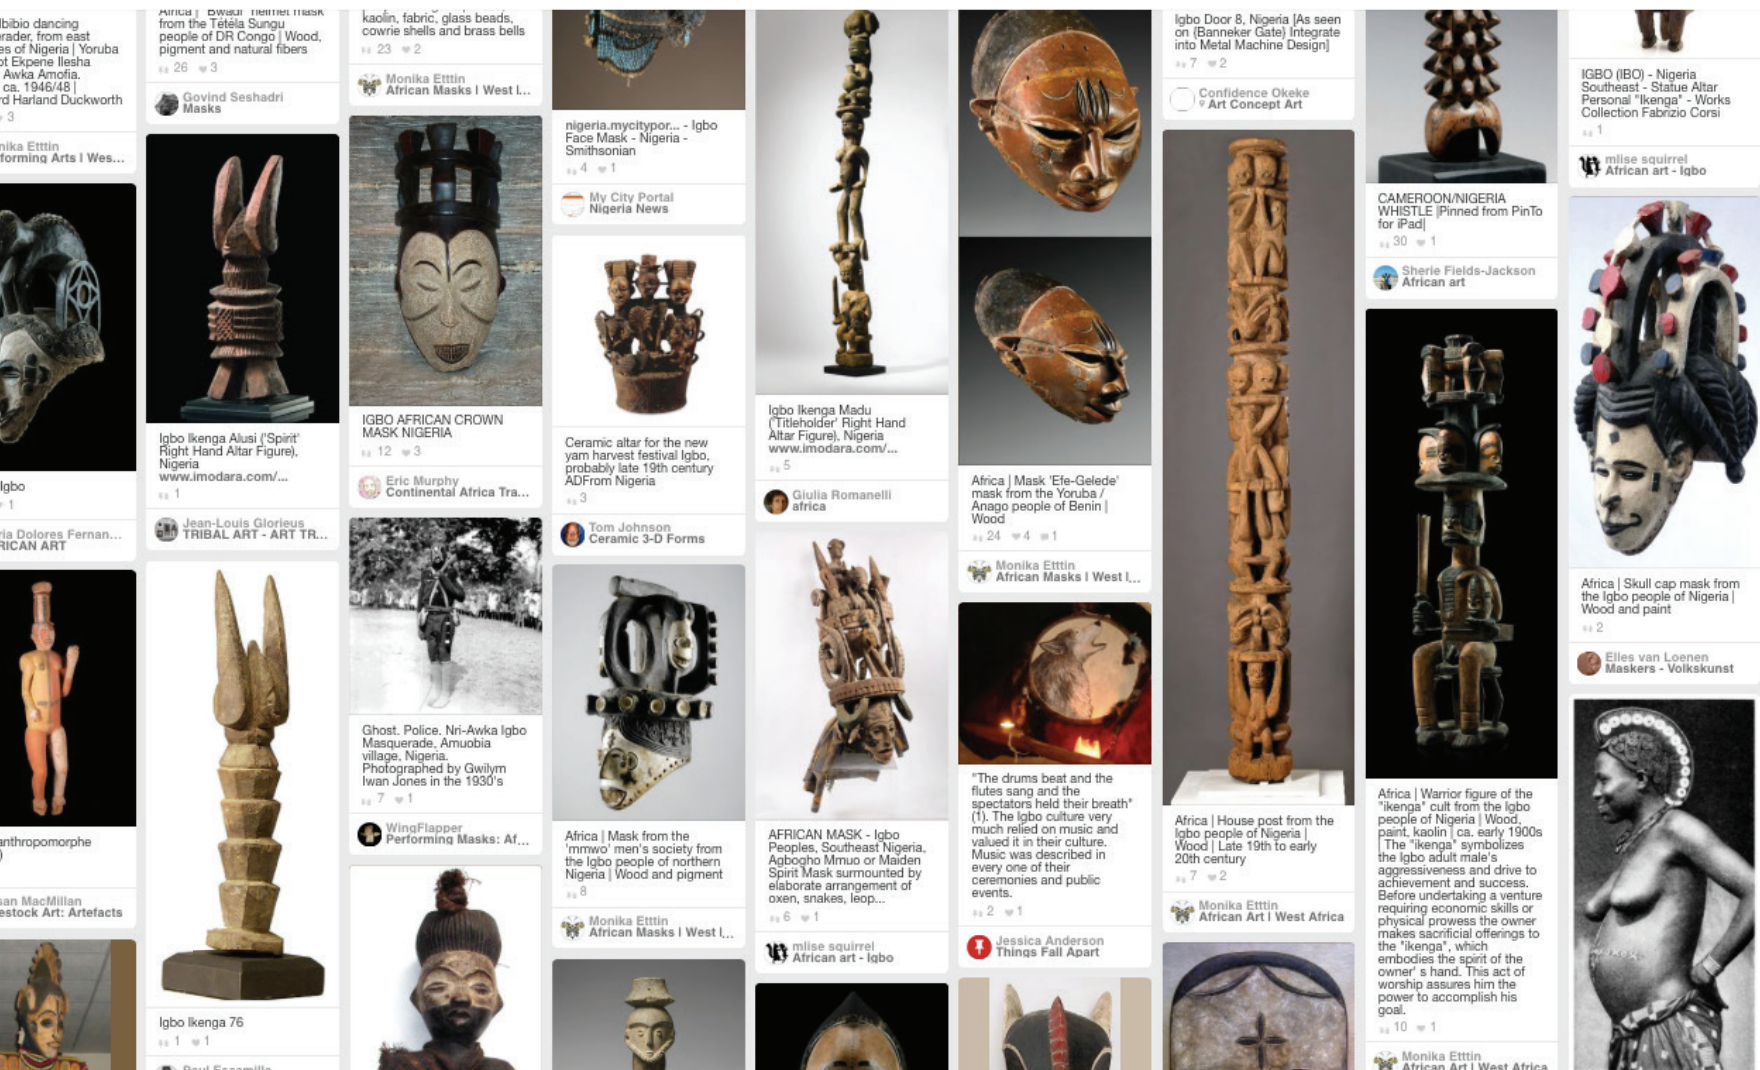 lbibio dancing
erader, from east
es of Nigeria | Yoruba
ot Ekpene Ilesha
Awka Amofia.
ca. 1946/48 |
rd Harland Duckworth
3
nika Etttin
forming Arts l Wes...
Igbo
1
ria Dolores Fernan...
RICAN ART
anthropomorphe
)
san MacMillan
estock Art: Artefacts
Africa | "Bwadi" helmet mask
from the Tétéla Sungu
people of DR Congo | Wood,
pigment and natural fibers
26 3
Govind Seshadri
Masks
Igbo Ikenga Alusi ('Spirit'
Right Hand Altar Figure),
Nigeria
www.imodara.com/...
1
Jean-Louis Glorieus
TRIBAL ART - ART TR...
Igbo Ikenga 76
1 1
kaolin, fabric, glass beads,
cowrie shells and brass bells
23 2
Monika Etttin
African Masks l West l...
IGBO AFRICAN CROWN
MASK NIGERIA
12 3
Eric Murphy
Continental Africa Tra...
Ghost. Police. Nri-Awka Igbo
Masquerade, Amuobia
village, Nigeria.
Photographed by Gwilym
Iwan Jones in the 1930's
7 1
WingFlapper
Performing Masks: Af...
nigeria.mycitypor... - Igbo
Face Mask - Nigeria -
Smithsonian
4 1
My City Portal
Nigeria News
Ceramic altar for the new
yam harvest festival Igbo,
probably late 19th century
ADFrom Nigeria
3
Tom Johnson
Ceramic 3-D Forms
Africa | Mask from the
'mmwo' men's society from
the Igbo people of northern
Nigeria | Wood and pigment
8
Monika Etttin
African Masks l West l...
Igbo Ikenga Madu
('Titleholder' Right Hand
Altar Figure), Nigeria
www.imodara.com/...
5
Giulia Romanelli
africa
AFRICAN MASK - Igbo
Peoples, Southeast Nigeria,
Agbogho Mmuo or Maiden
Spirit Mask surmounted by
elaborate arrangement of
oxen, snakes, leop...
6 1
mlise squirrel
African art - Igbo
Africa | Mask 'Efe-Gelede'
mask from the Yoruba /
Anago people of Benin |
Wood
24 4 1
Monika Etttin
African Masks l West l...
"The drums beat and the
flutes sang and the
spectators held their breath"
(1). The Igbo culture very
much relied on music and
valued it in their culture.
Music was described in
every one of their
ceremonies and public
events.
2 1
Jessica Anderson
Things Fall Apart
Igbo Door 8, Nigeria [As seen
on {Banneker Gate} Integrate
into Metal Machine Design]
7 2
Confidence Okeke
Art Concept Art
Africa | House post from the
Igbo people of Nigeria |
Wood | Late 19th to early
20th century
7 2
Monika Etttin
African Art l West Africa
CAMEROON/NIGERIA
WHISTLE |Pinned from PinTo
for iPad|
30 1
Sherie Fields-Jackson
African art
Africa | Warrior figure of the
"ikenga" cult from the Igbo
people of Nigeria | Wood,
paint, kaolin | ca. early 1900s
| The "ikenga" symbolizes
the Igbo adult male's
aggressiveness and drive to
achievement and success.
Before undertaking a venture
requiring economic skills or
physical prowess the owner
makes sacrificial offerings to
the "ikenga", which
embodies the spirit of the
owner' s hand. This act of
worship assures him the
power to accomplish his
goal.
10 1
Monika Etttin
African Art l West Africa
IGBO (IBO) - Nigeria
Southeast - Statue Altar
Personal "Ikenga" - Works
Collection Fabrizio Corsi
1
mlise squirrel
African art - Igbo
Africa | Skull cap mask from
the Igbo people of Nigeria |
Wood and paint
2
Elles van Loenen
Maskers - Volkskunst